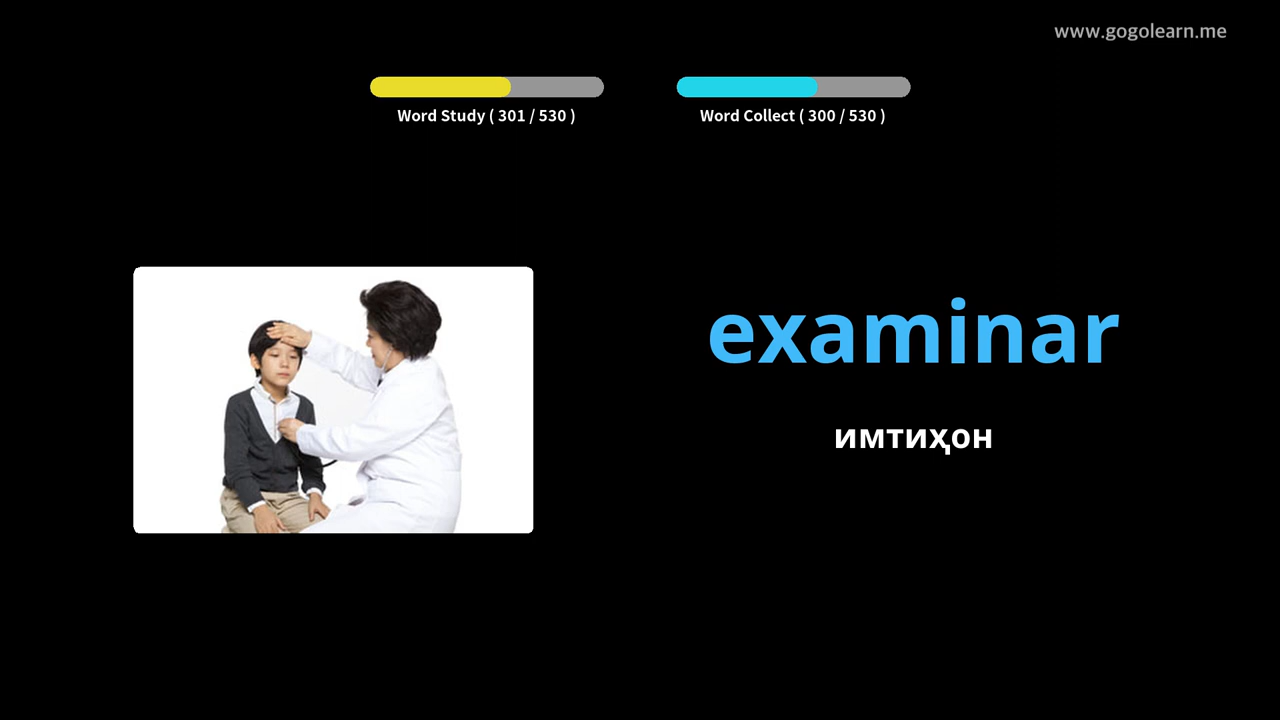 www.gogolearn.me
Word Study ( 301 / 530 )
Word Collect ( 300 / 530 )
examinar
имтиҳон